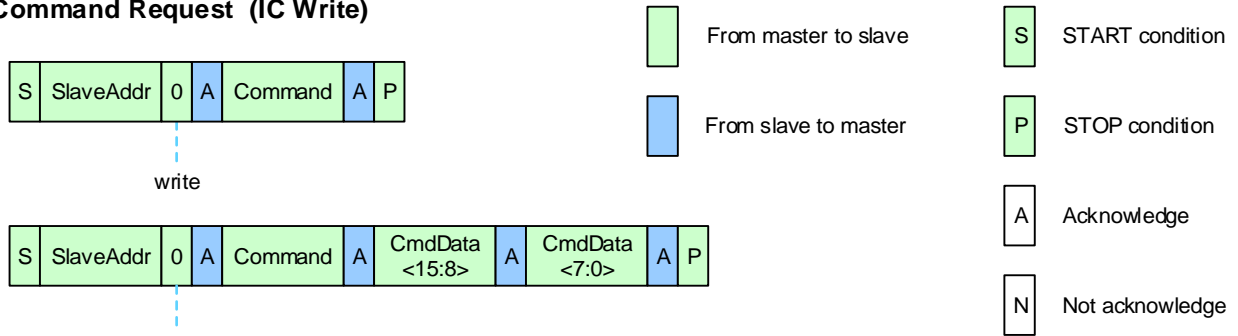 Command Request (IC Write)
S SlaveAddr 0 A Command A P
write
S SlaveAddr 0 A Command A CmdData <15:8> A CmdData <7:0> A P
From master to slave
From slave to master
S START condition
P STOP condition
A Acknowledge
N Not acknowledge